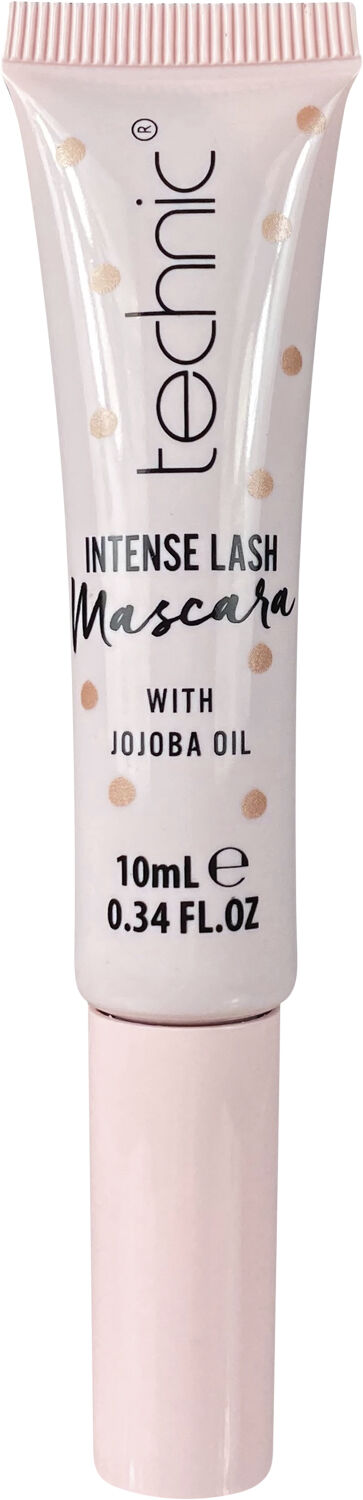 technic®
INTENSE LASH
Mascara
WITH
JOJOBA OIL
10mL ℮
0.34 FL.OZ